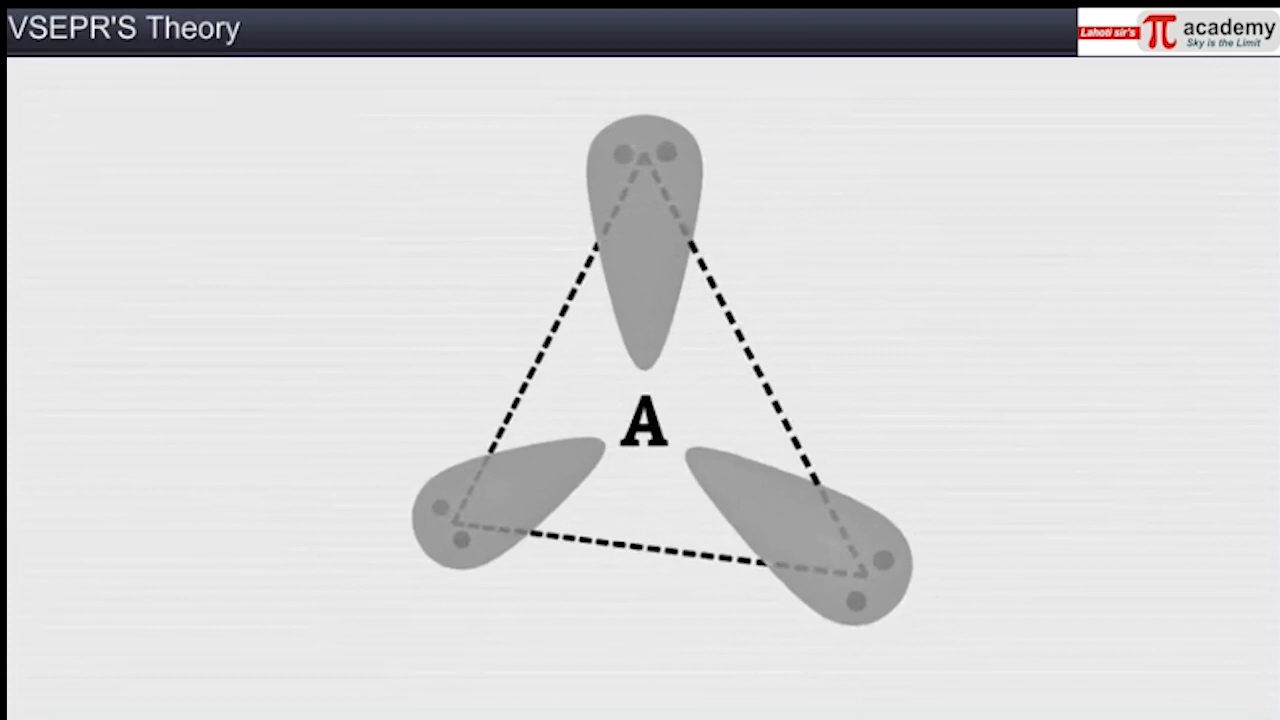 VSEPR'S Theory
Lahoti sir's π academy
Sky is the Limit
A